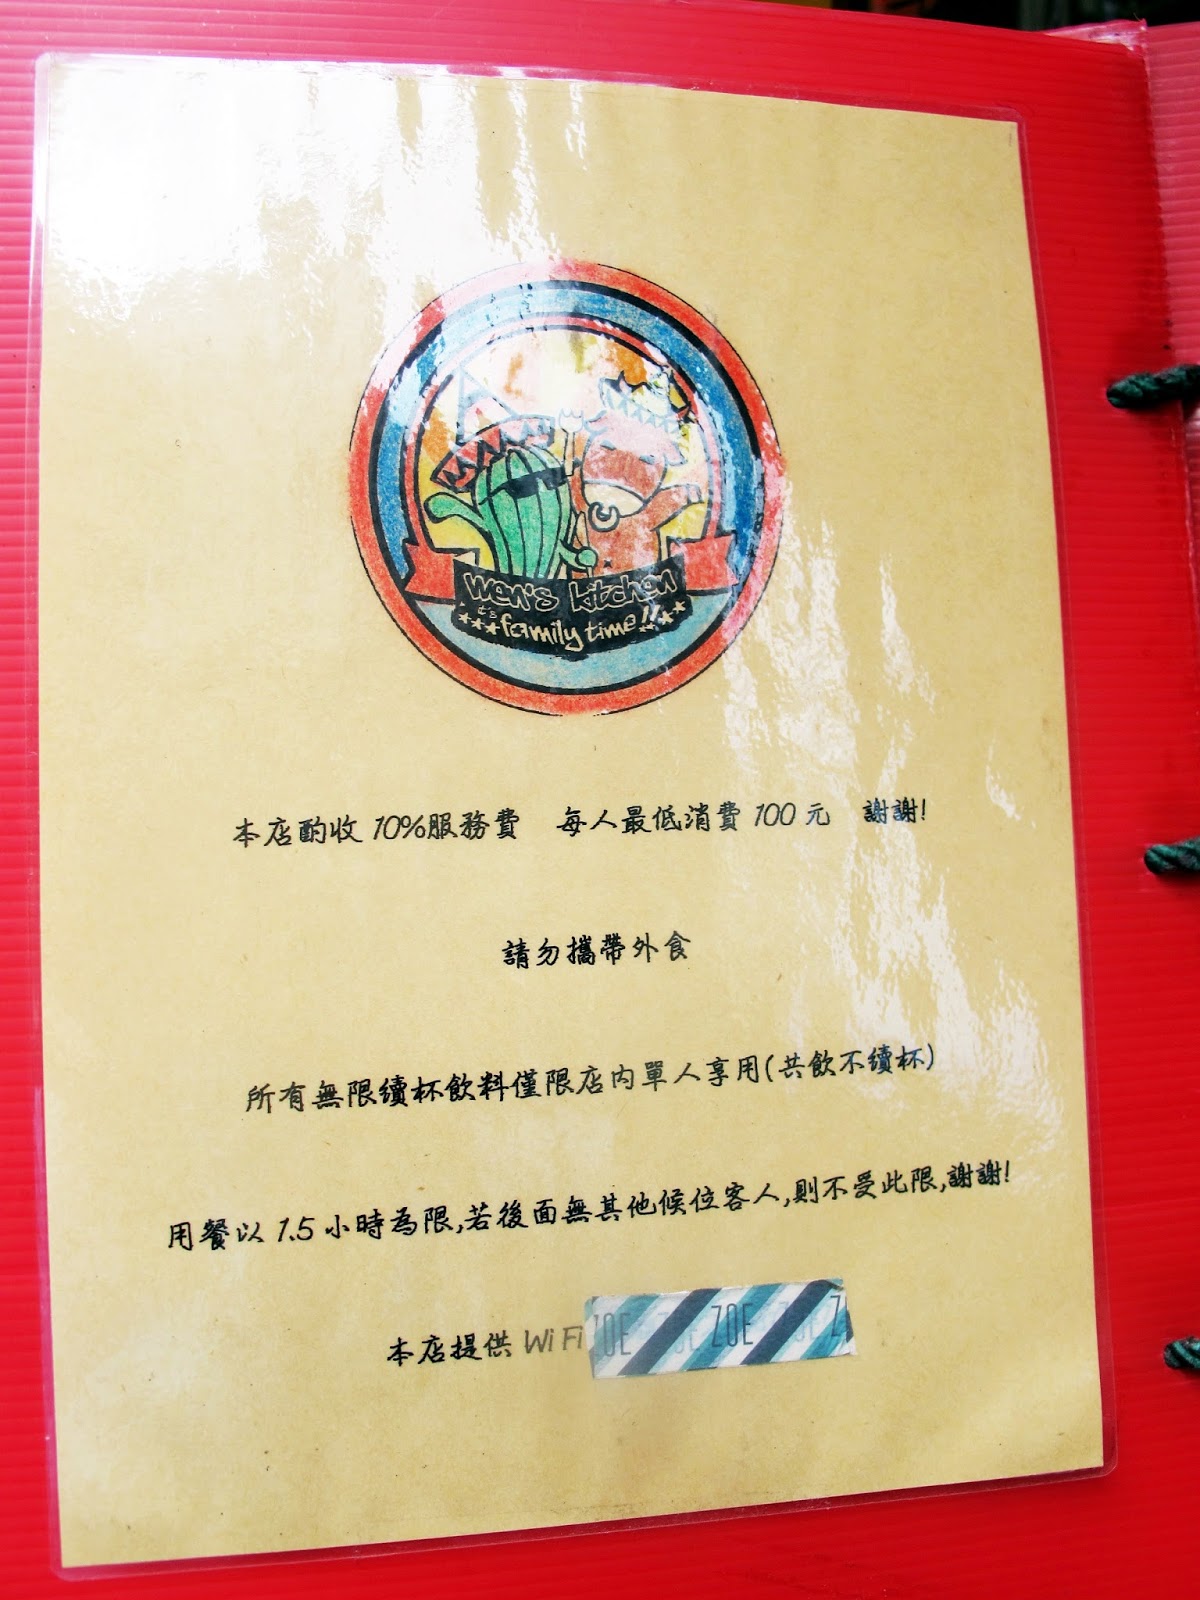 wen's kitchen
it's family time!!
本店酌收 10%服務費 每人最低消費 100 元 謝謝!
請勿攜帶外食
所有無限續杯飲料僅限店內單人享用(共飲不續杯)
用餐以 1.5 小時為限,若後面無其他候位客人,則不受此限,謝謝!
本店提供 WiFi ZOE ZOE